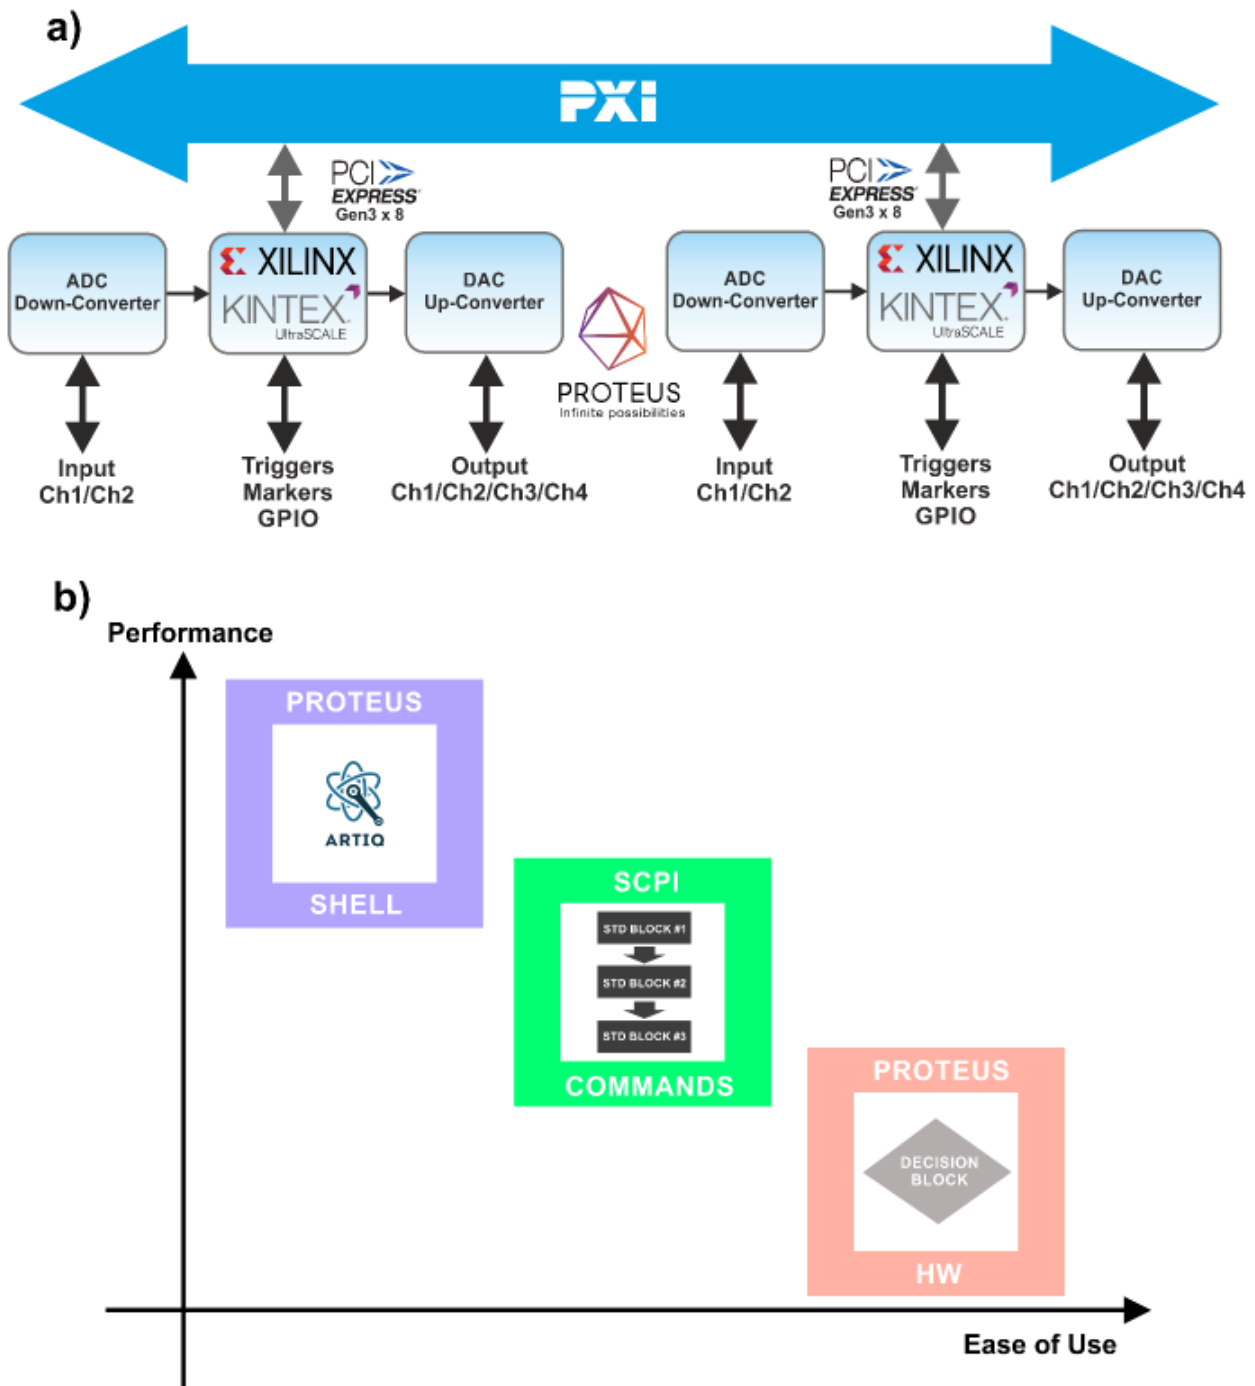 a)
PXI
PCI
EXPRESS
Gen3 x 8
PCI
EXPRESS
Gen3 x 8
ADC
Down-Converter
XILINX
KINTEX
UltraSCALE
DAC
Up-Converter
ADC
Down-Converter
XILINX
KINTEX
UltraSCALE
DAC
Up-Converter
PROTEUS
Infinite possibilities
Input
Ch1/Ch2
Triggers
Markers
GPIO
Output
Ch1/Ch2/Ch3/Ch4
Input
Ch1/Ch2
Triggers
Markers
GPIO
Output
Ch1/Ch2/Ch3/Ch4
b)
Performance
PROTEUS
ARTIQ
SHELL
SCPI
STD BLOCK #1
STD BLOCK #2
STD BLOCK #3
COMMANDS
PROTEUS
DECISION
BLOCK
HW
Ease of Use